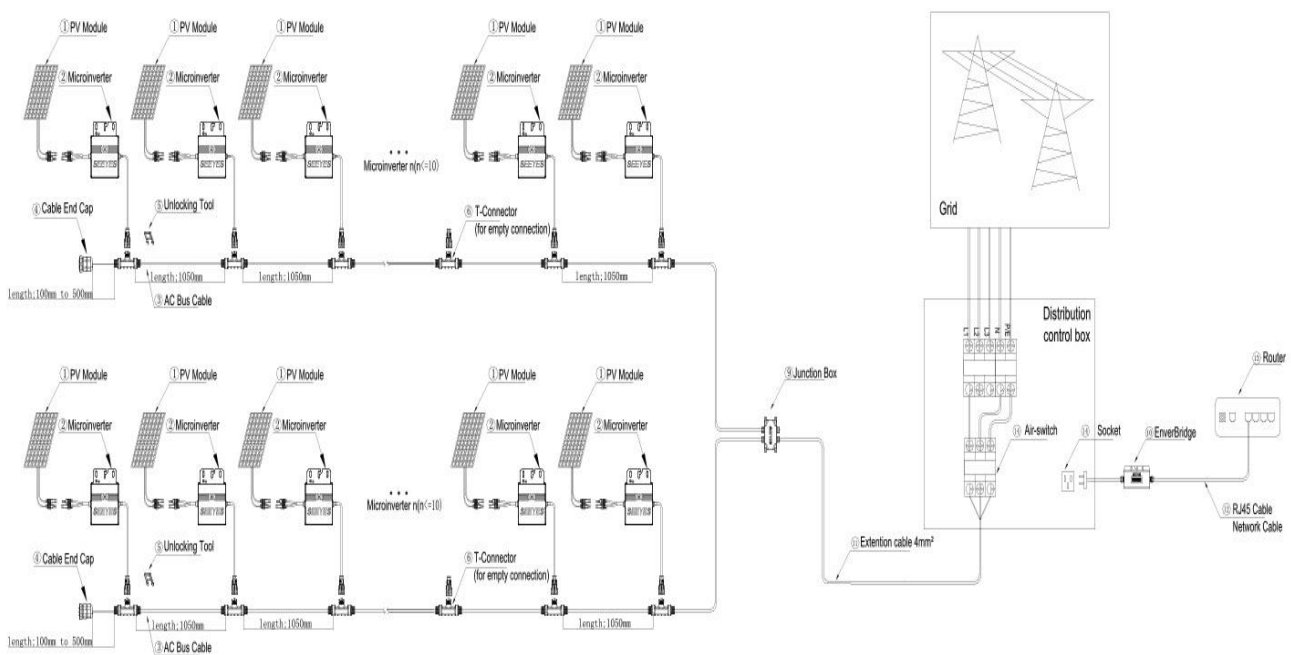 ①PV Module
①PV Module
①PV Module
①PV Module
①PV Module
②Microinverter
②Microinverter
②Microinverter
②Microinverter
②Microinverter
SEEYES
SEEYES
SEEYES
SEEYES
SEEYES
Microinverter n(n<=10)
④Cable End Cap
⑤Unlocking Tool
⑥T-Connector
(for empty connection)
length;100mm to 500mm
length;1050mm
length;1050mm
length;1050mm
③AC Bus Cable
Grid
L1
L2
L3
N
P/E
Distribution
control box
⑭Air-switch
⑭Socket
⑩EnverBridge
Router
RJ45 Cable
Network Cable
⑨Junction Box
⑪Extention cable 4mm²
①PV Module
①PV Module
①PV Module
①PV Module
①PV Module
②Microinverter
②Microinverter
②Microinverter
②Microinverter
②Microinverter
SEEYES
SEEYES
SEEYES
SEEYES
SEEYES
Microinverter n(n<=10)
④Cable End Cap
⑤Unlocking Tool
⑥T-Connector
(for empty connection)
length;100mm to 500mm
length;1050mm
length;1050mm
length;1050mm
③AC Bus Cable